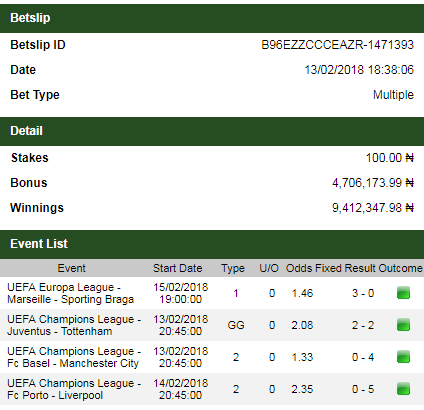 Betslip
Betslip ID B96EZZCCCEAZR-1471393
Date 13/02/2018 18:38:06
Bet Type Multiple
Detail
Stakes 100.00 ₦
Bonus 4,706,173.99 ₦
Winnings 9,412,347.98 ₦
Event List
Event Start Date Type U/O Odds Fixed Result Outcome
UEFA Europa League - 15/02/2018
Marseille - Sporting Braga 19:00:00 1 0 1.46 3 - 0
UEFA Champions League - 13/02/2018
Juventus - Tottenham 20:45:00 GG 0 2.08 2 - 2
UEFA Champions League - 13/02/2018
Fc Basel - Manchester City 20:45:00 2 0 1.33 0 - 4
UEFA Champions League - 14/02/2018
Fc Porto - Liverpool 20:45:00 2 0 2.35 0 - 5